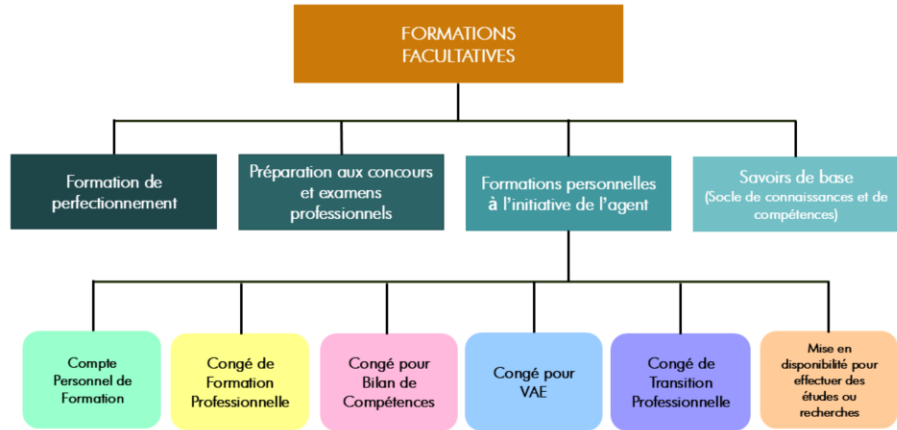 FORMATIONS
FACULTATIVES
Formation de
perfectionnement
Préparation aux concours
et examens
professionnels
Formations personnelles
à l'initiative de l'agent
Savoirs de base
(Socle de connaissances et de
compétences)
Compte
Personnel de
Formation
Congé de
Formation
Professionnelle
Congé pour
Bilan de
Compétences
Congé pour
VAE
Congé de
Transition
Professionnelle
Mise en
disponibilité pour
effectuer des
études ou
recherches